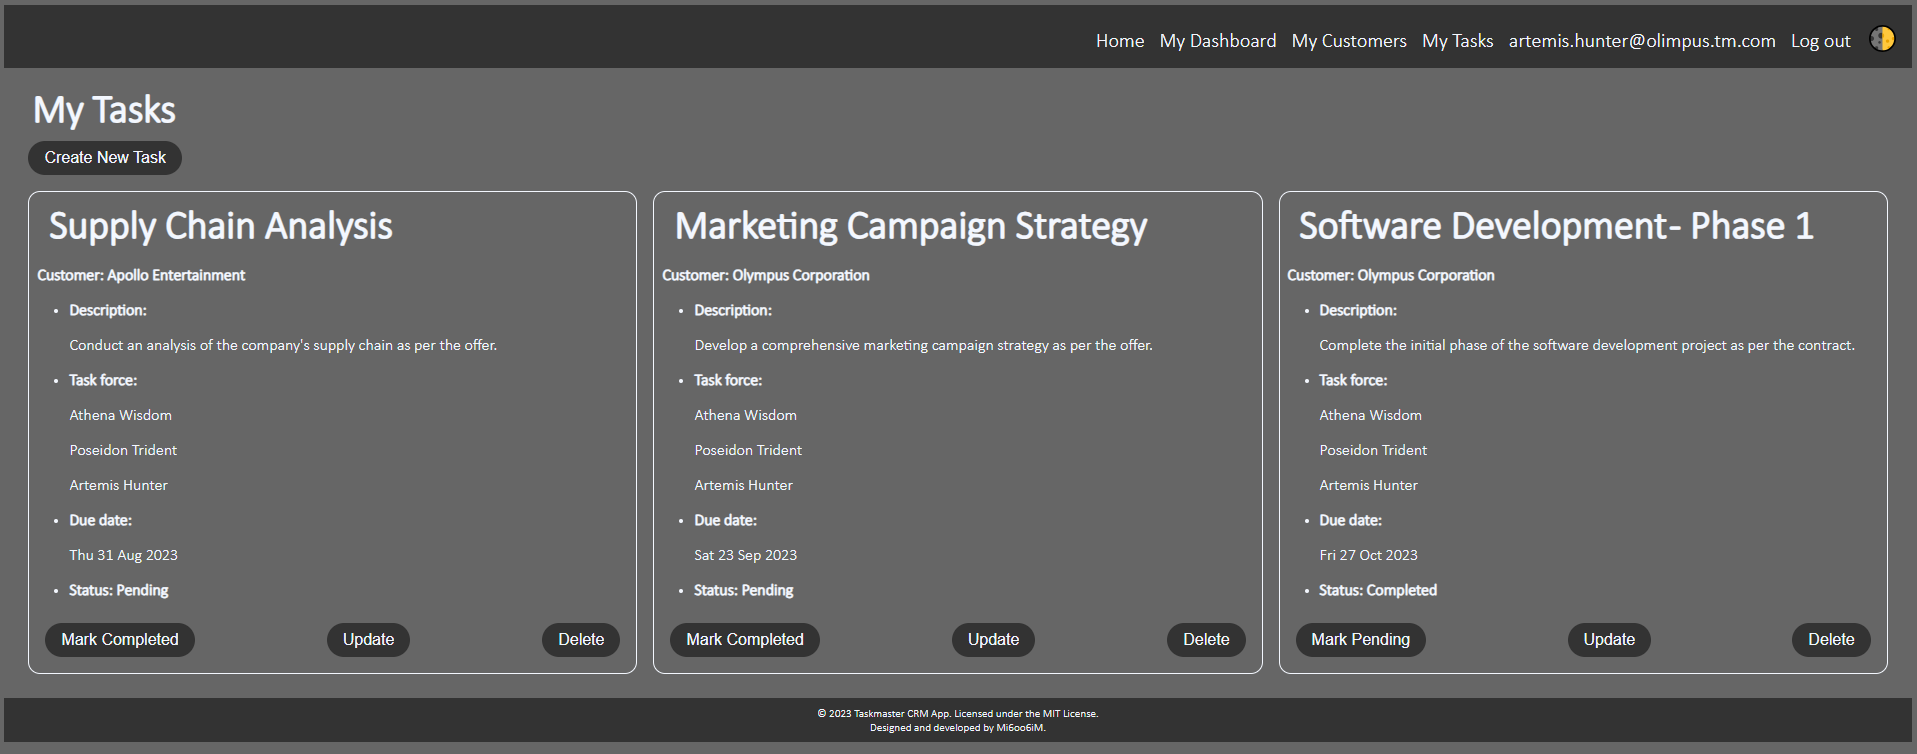 Home My Dashboard My Customers My Tasks artemis.hunter@olimpus.tm.com Log out
My Tasks
Create New Task
Supply Chain Analysis
Customer: Apollo Entertainment
• Description:
Conduct an analysis of the company's supply chain as per the offer.
• Task force:
Athena Wisdom
Poseidon Trident
Artemis Hunter
• Due date:
Thu 31 Aug 2023
• Status: Pending
Mark Completed Update Delete
Marketing Campaign Strategy
Customer: Olympus Corporation
• Description:
Develop a comprehensive marketing campaign strategy as per the offer.
• Task force:
Athena Wisdom
Poseidon Trident
Artemis Hunter
• Due date:
Sat 23 Sep 2023
• Status: Pending
Mark Completed Update Delete
Software Development- Phase 1
Customer: Olympus Corporation
• Description:
Complete the initial phase of the software development project as per the contract.
• Task force:
Athena Wisdom
Poseidon Trident
Artemis Hunter
• Due date:
Fri 27 Oct 2023
• Status: Completed
Mark Pending Update Delete
© 2023 Taskmaster CRM App. Licensed under the MIT License.
Designed and developed by Mi6oo6iM.